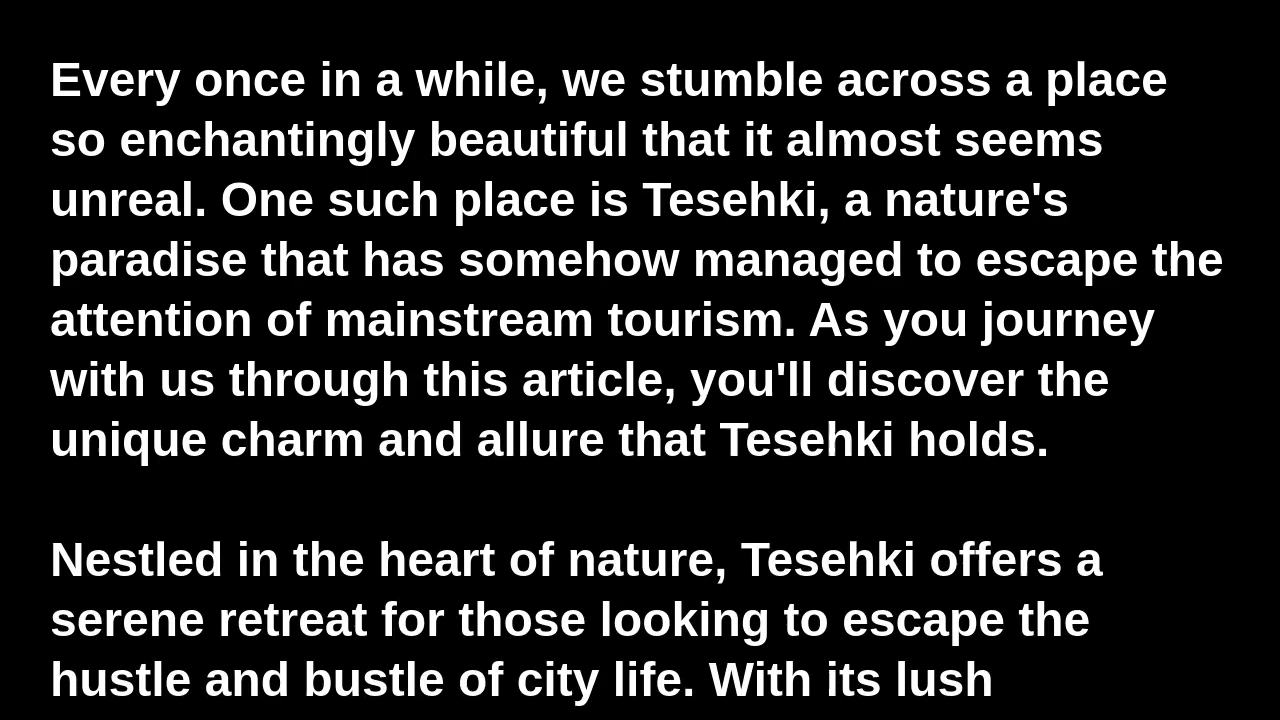 Every once in a while, we stumble across a place
so enchantingly beautiful that it almost seems
unreal. One such place is Tesehki, a nature's
paradise that has somehow managed to escape the
attention of mainstream tourism. As you journey
with us through this article, you'll discover the
unique charm and allure that Tesehki holds.
Nestled in the heart of nature, Tesehki offers a
serene retreat for those looking to escape the
hustle and bustle of city life. With its lush